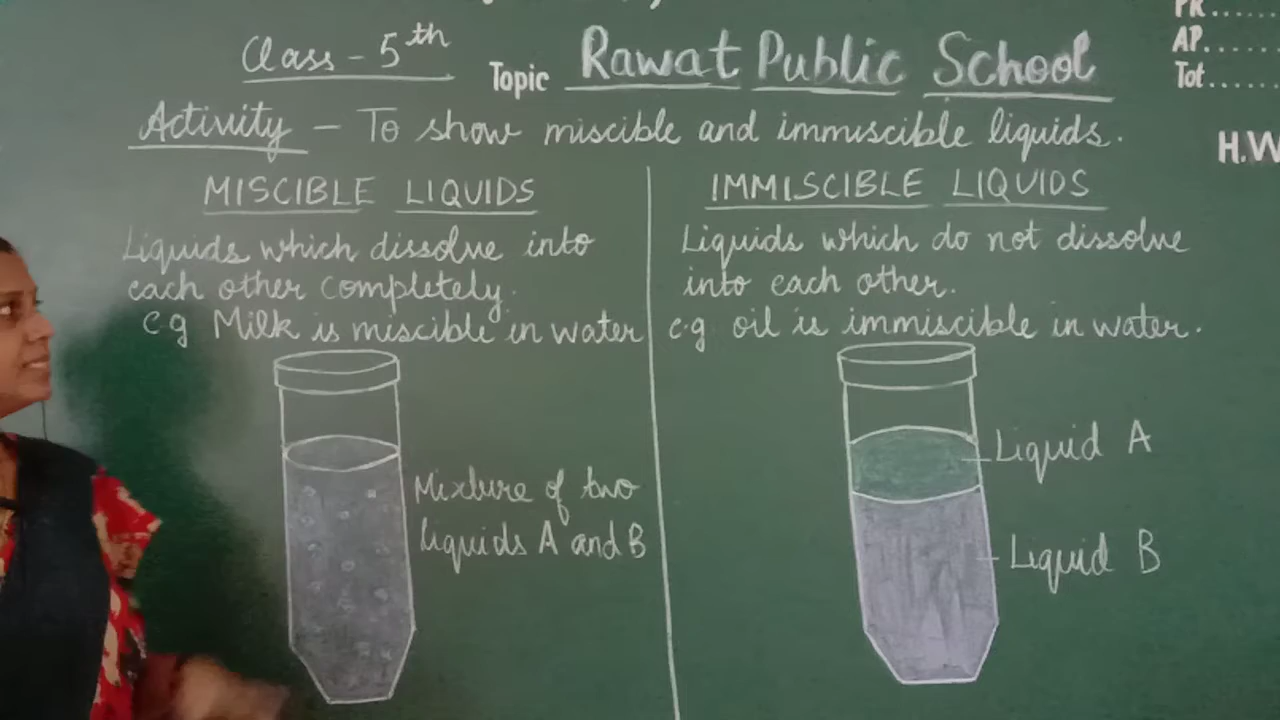 Class - 5th
Topic Rawat Public School
PR......
AP......
Tot......
Activity - To show miscible and immiscible liquids.
H.W
MISCIBLE LIQUIDS
Liquids which dissolve into
each other completely.
e.g Milk is miscible in water
Mixture of two
liquids A and B
IMMISCIBLE LIQUIDS
Liquids which do not dissolve
into each other.
e.g oil is immiscible in water.
Liquid A
Liquid B